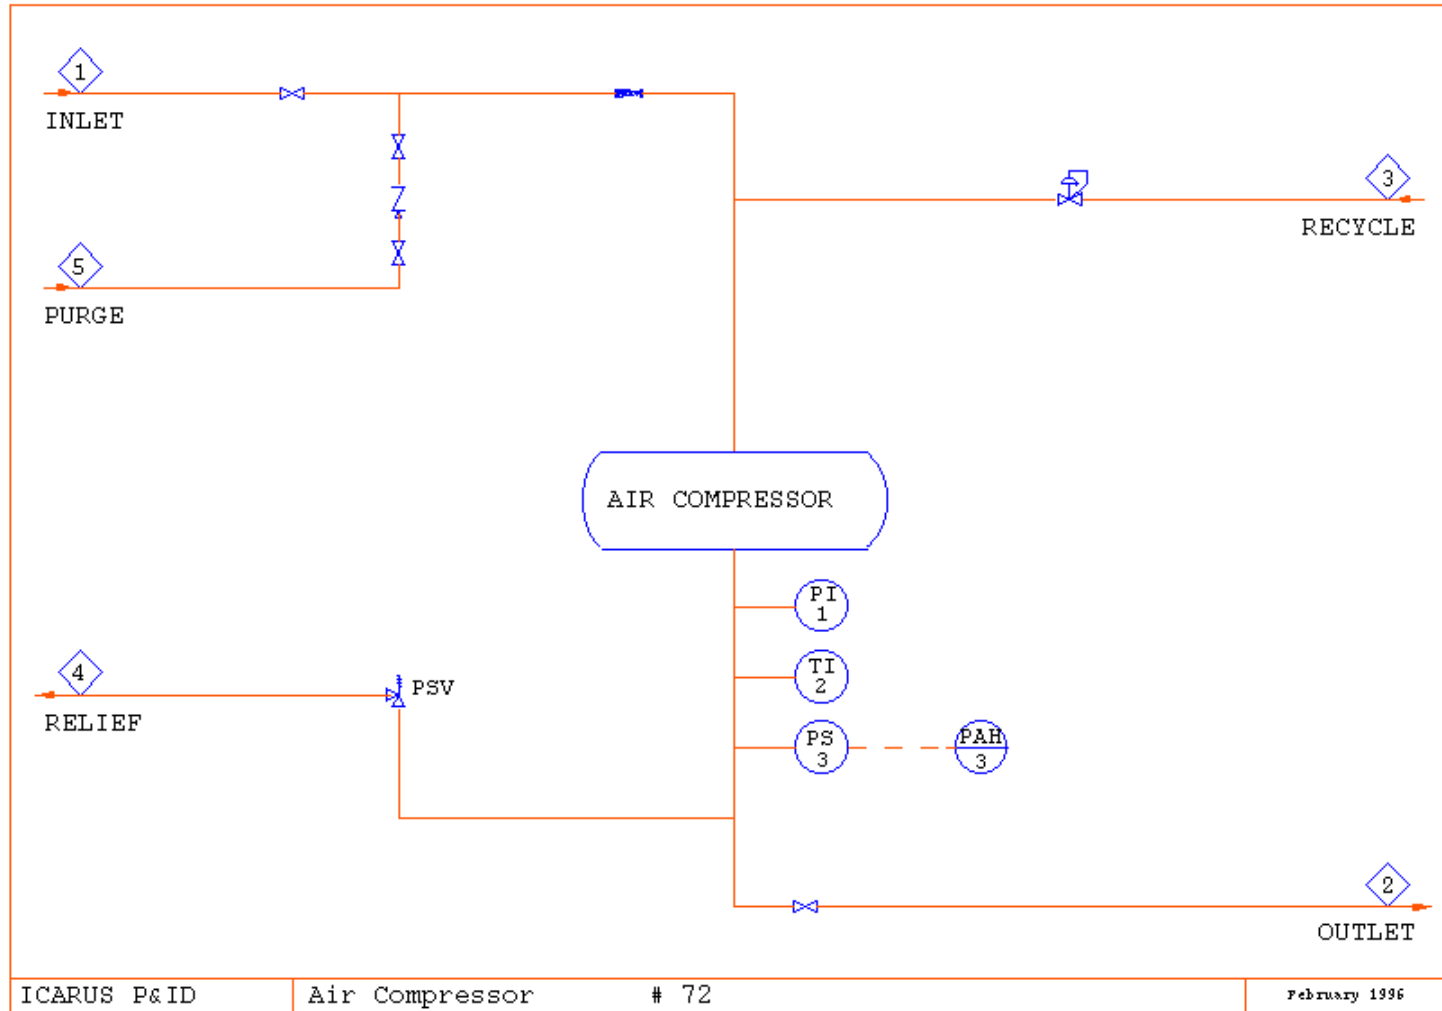 1
INLET
3
RECYCLE
5
PURGE
AIR COMPRESSOR
PI
1
TI
2
4
PSV
RELIEF
PS
3
PAH
3
2
OUTLET
ICARUS P&ID
Air Compressor # 72
February 1996